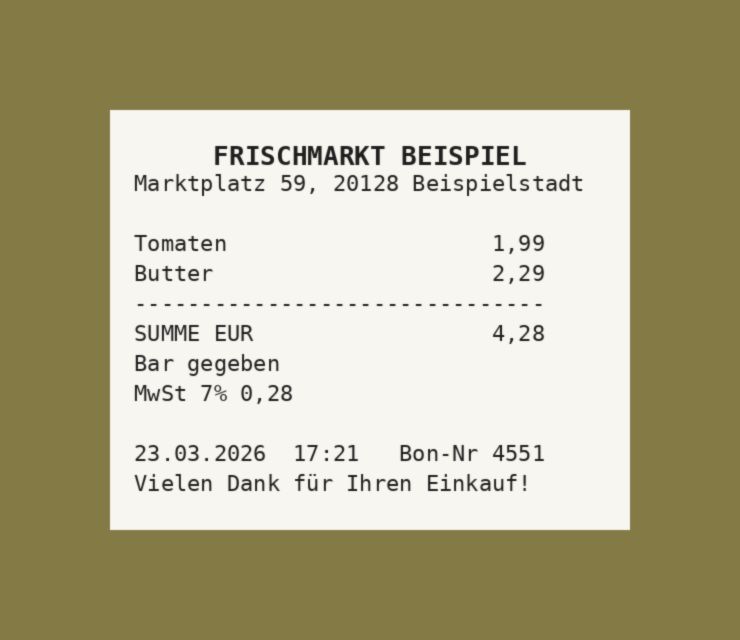 FRISCHMARKT BEISPIEL
Marktplatz 59, 20128 Beispielstadt
Tomaten 1,99
Butter 2,29
-------------------------------
SUMME EUR 4,28
Bar gegeben
MwSt 7% 0,28
23.03.2026 17:21 Bon-Nr 4551
Vielen Dank für Ihren Einkauf!